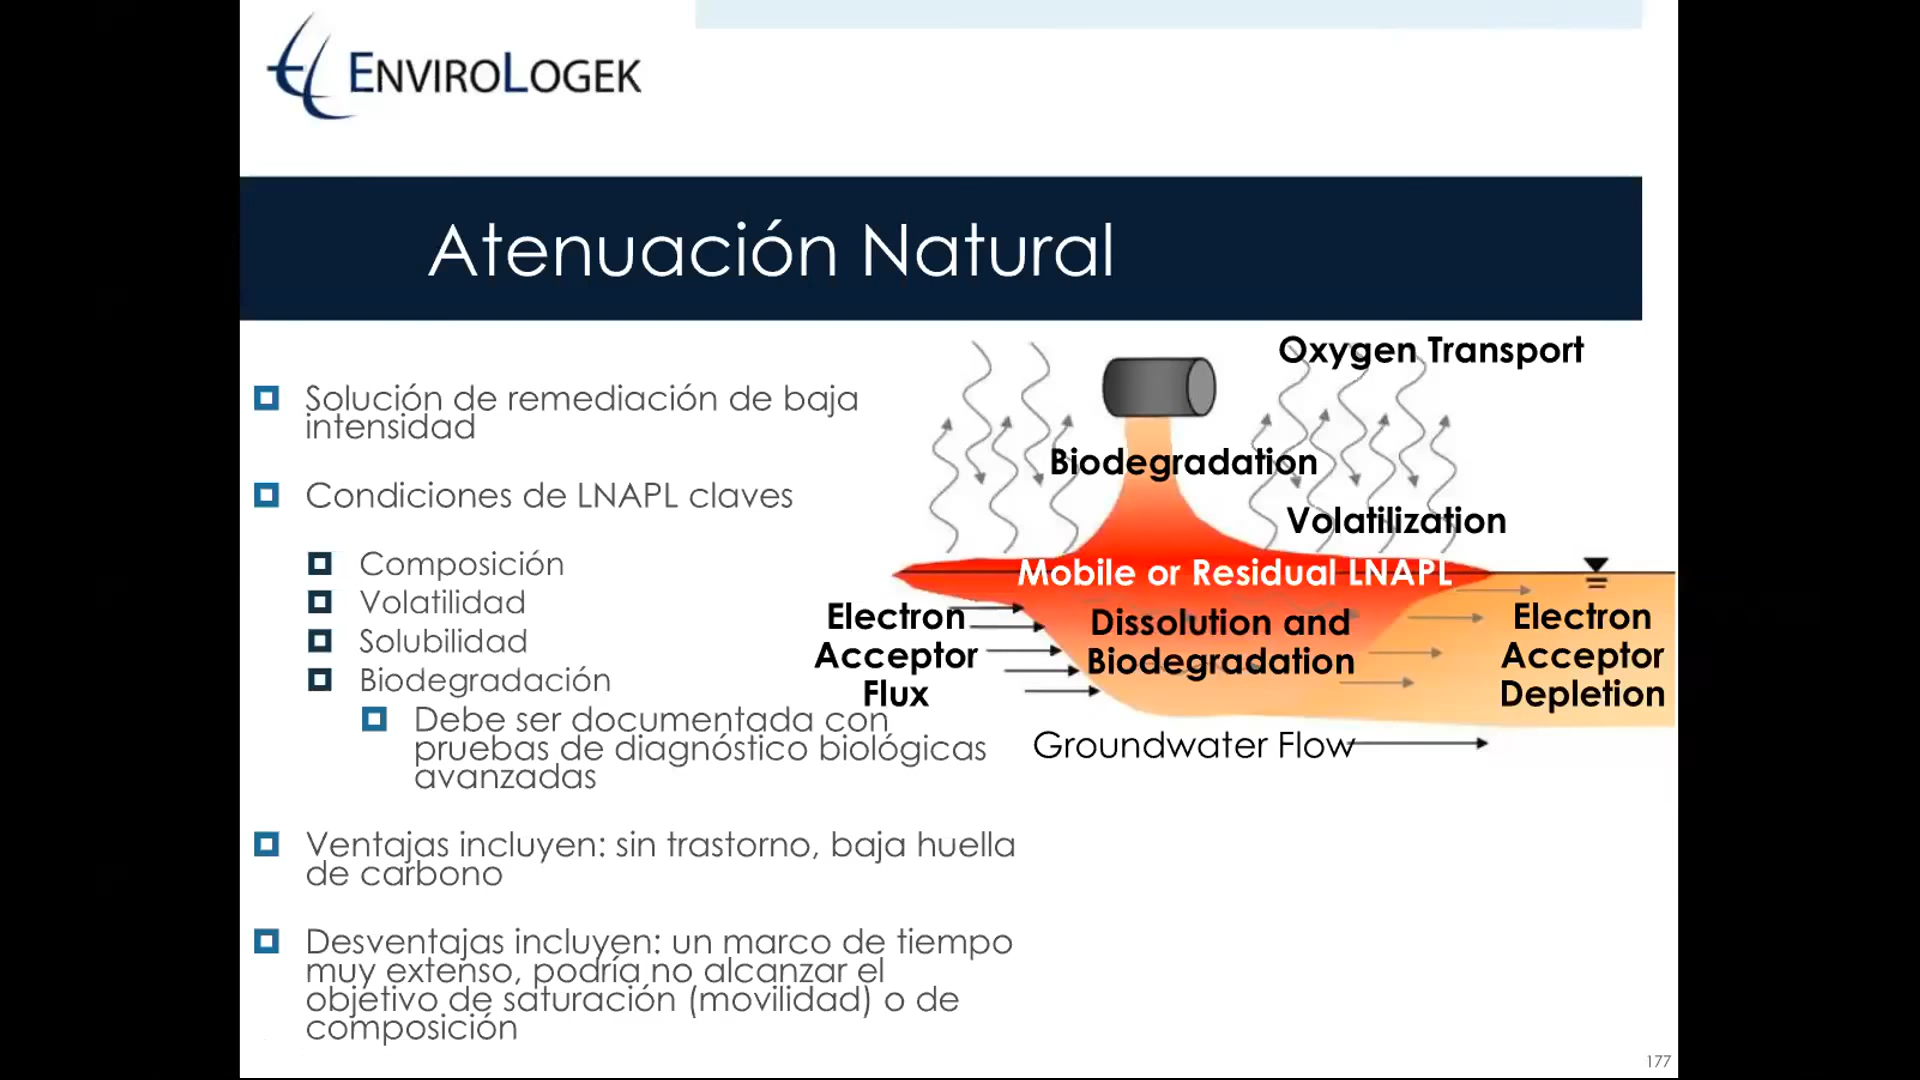 ENVIROLOGEK
Atenuación Natural
Solución de remediación de baja
intensidad
Condiciones de LNAPL claves
Composición
Volatilidad
Solubilidad
Biodegradación
Debe ser documentada con
pruebas de diagnóstico biológicas
avanzadas
Ventajas incluyen: sin trastorno, baja huella
de carbono
Desventajas incluyen: un marco de tiempo
muy extenso, podría no alcanzar el
objetivo de saturación (movilidad) o de
composición
Oxygen Transport
Biodegradation
Volatilization
Mobile or Residual LNAPL
Electron
Acceptor
Flux
Dissolution and
Biodegradation
Electron
Acceptor
Depletion
Groundwater Flow
177